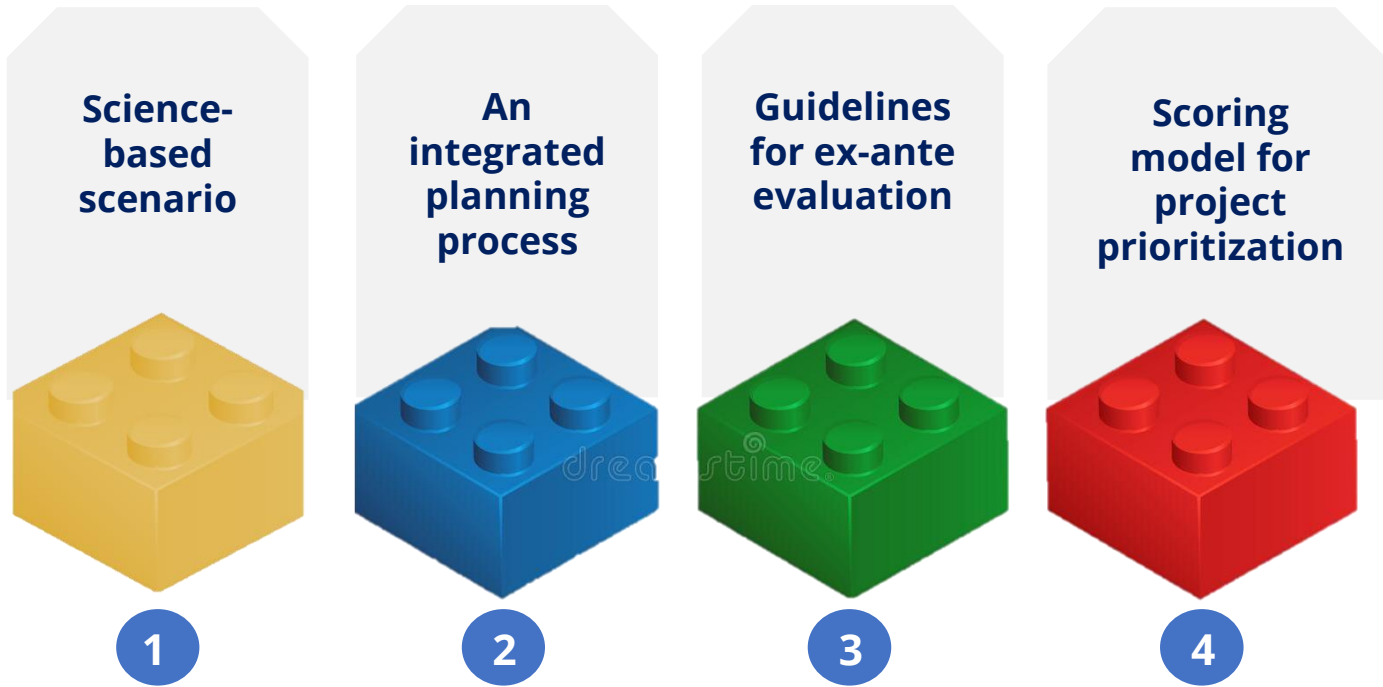 Science-
based
scenario
An
integrated
planning
process
Guidelines
for ex-ante
evaluation
Scoring
model for
project
prioritization
dreamstime.
1
2
3
4